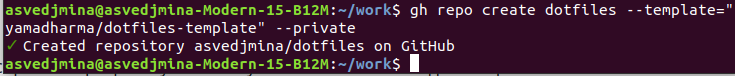 asvedjmina@asvedjmina-Modern-15-B12M:~/work$ gh repo create dotfiles --template="
yamadharma/dotfiles-template" --private
✓ Created repository asvedjmina/dotfiles on GitHub
asvedjmina@asvedjmina-Modern-15-B12M:~/work$